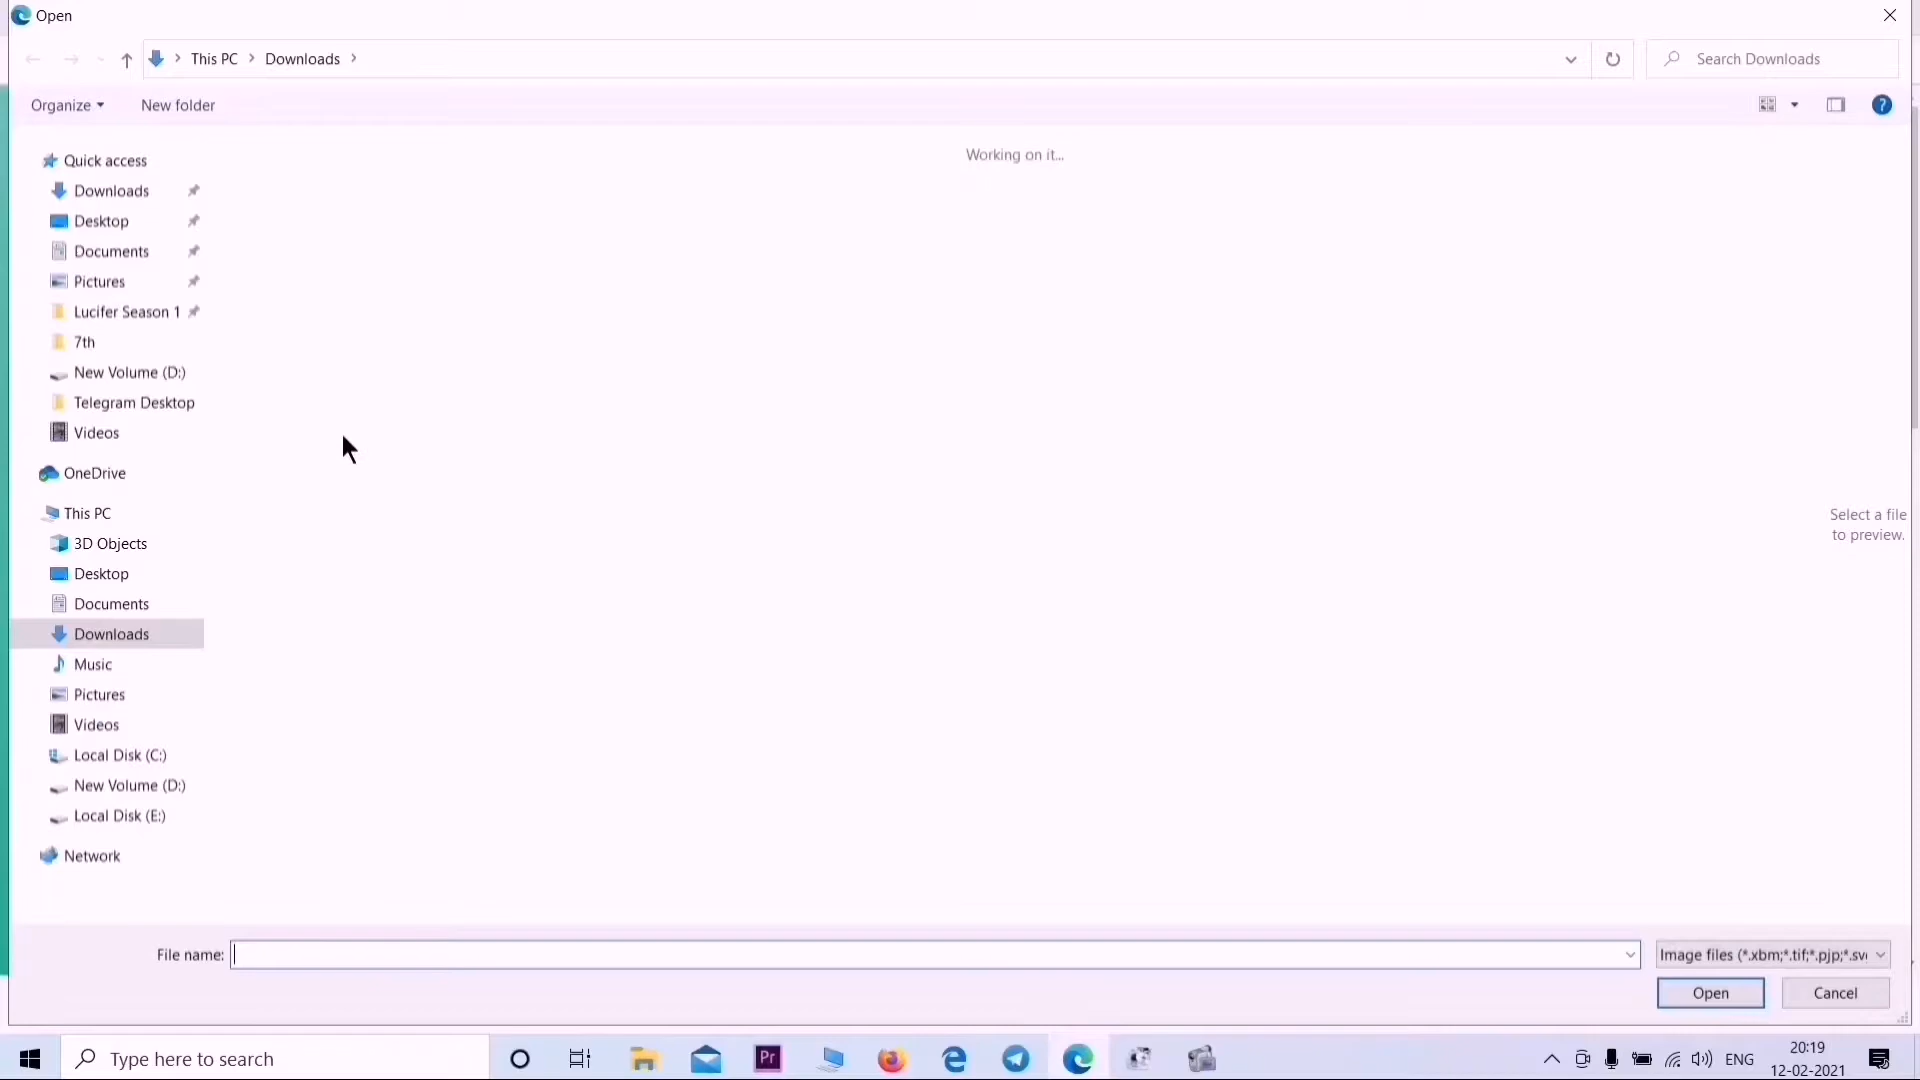 Open
This PC
Downloads
Search Downloads
Organize
New folder
Working on it...
Quick access
Downloads
Desktop
Documents
Pictures
Lucifer Season 1
7th
New Volume (D:)
Telegram Desktop
Videos
OneDrive
This PC
3D Objects
Desktop
Documents
Downloads
Music
Pictures
Videos
Local Disk (C:)
New Volume (D:)
Local Disk (E:)
Network
Select a file
to preview.
File name:
Image files (*.xbm;*.tif;*.pjp;*.sv
Open
Cancel
Type here to search
Pr
ENG
20:19
12-02-2021